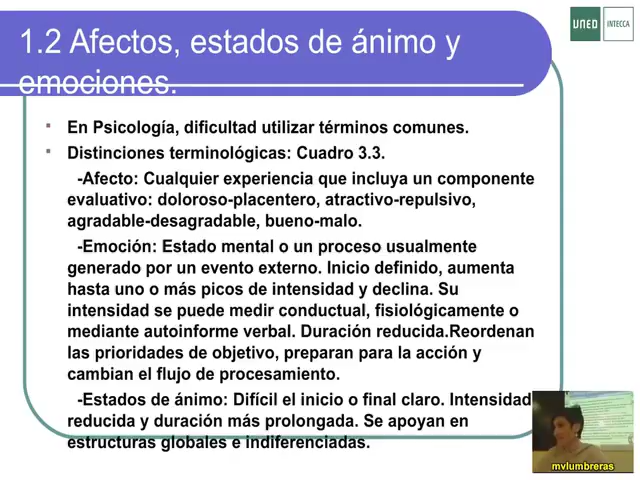 UNED INTECCA
1.2 Afectos, estados de ánimo y
emociones.
En Psicología, dificultad utilizar términos comunes.
Distinciones terminológicas: Cuadro 3.3.
-Afecto: Cualquier experiencia que incluya un componente
evaluativo: doloroso-placentero, atractivo-repulsivo,
agradable-desagradable, bueno-malo.
-Emoción: Estado mental o un proceso usualmente
generado por un evento externo. Inicio definido, aumenta
hasta uno o más picos de intensidad y declina. Su
intensidad se puede medir conductual, fisiológicamente o
mediante autoinforme verbal. Duración reducida.Reordenan
las prioridades de objetivo, preparan para la acción y
cambian el flujo de procesamiento.
-Estados de ánimo: Difícil el inicio o final claro. Intensidad
reducida y duración más prolongada. Se apoyan en
estructuras globales e indiferenciadas.
mvlumbreras